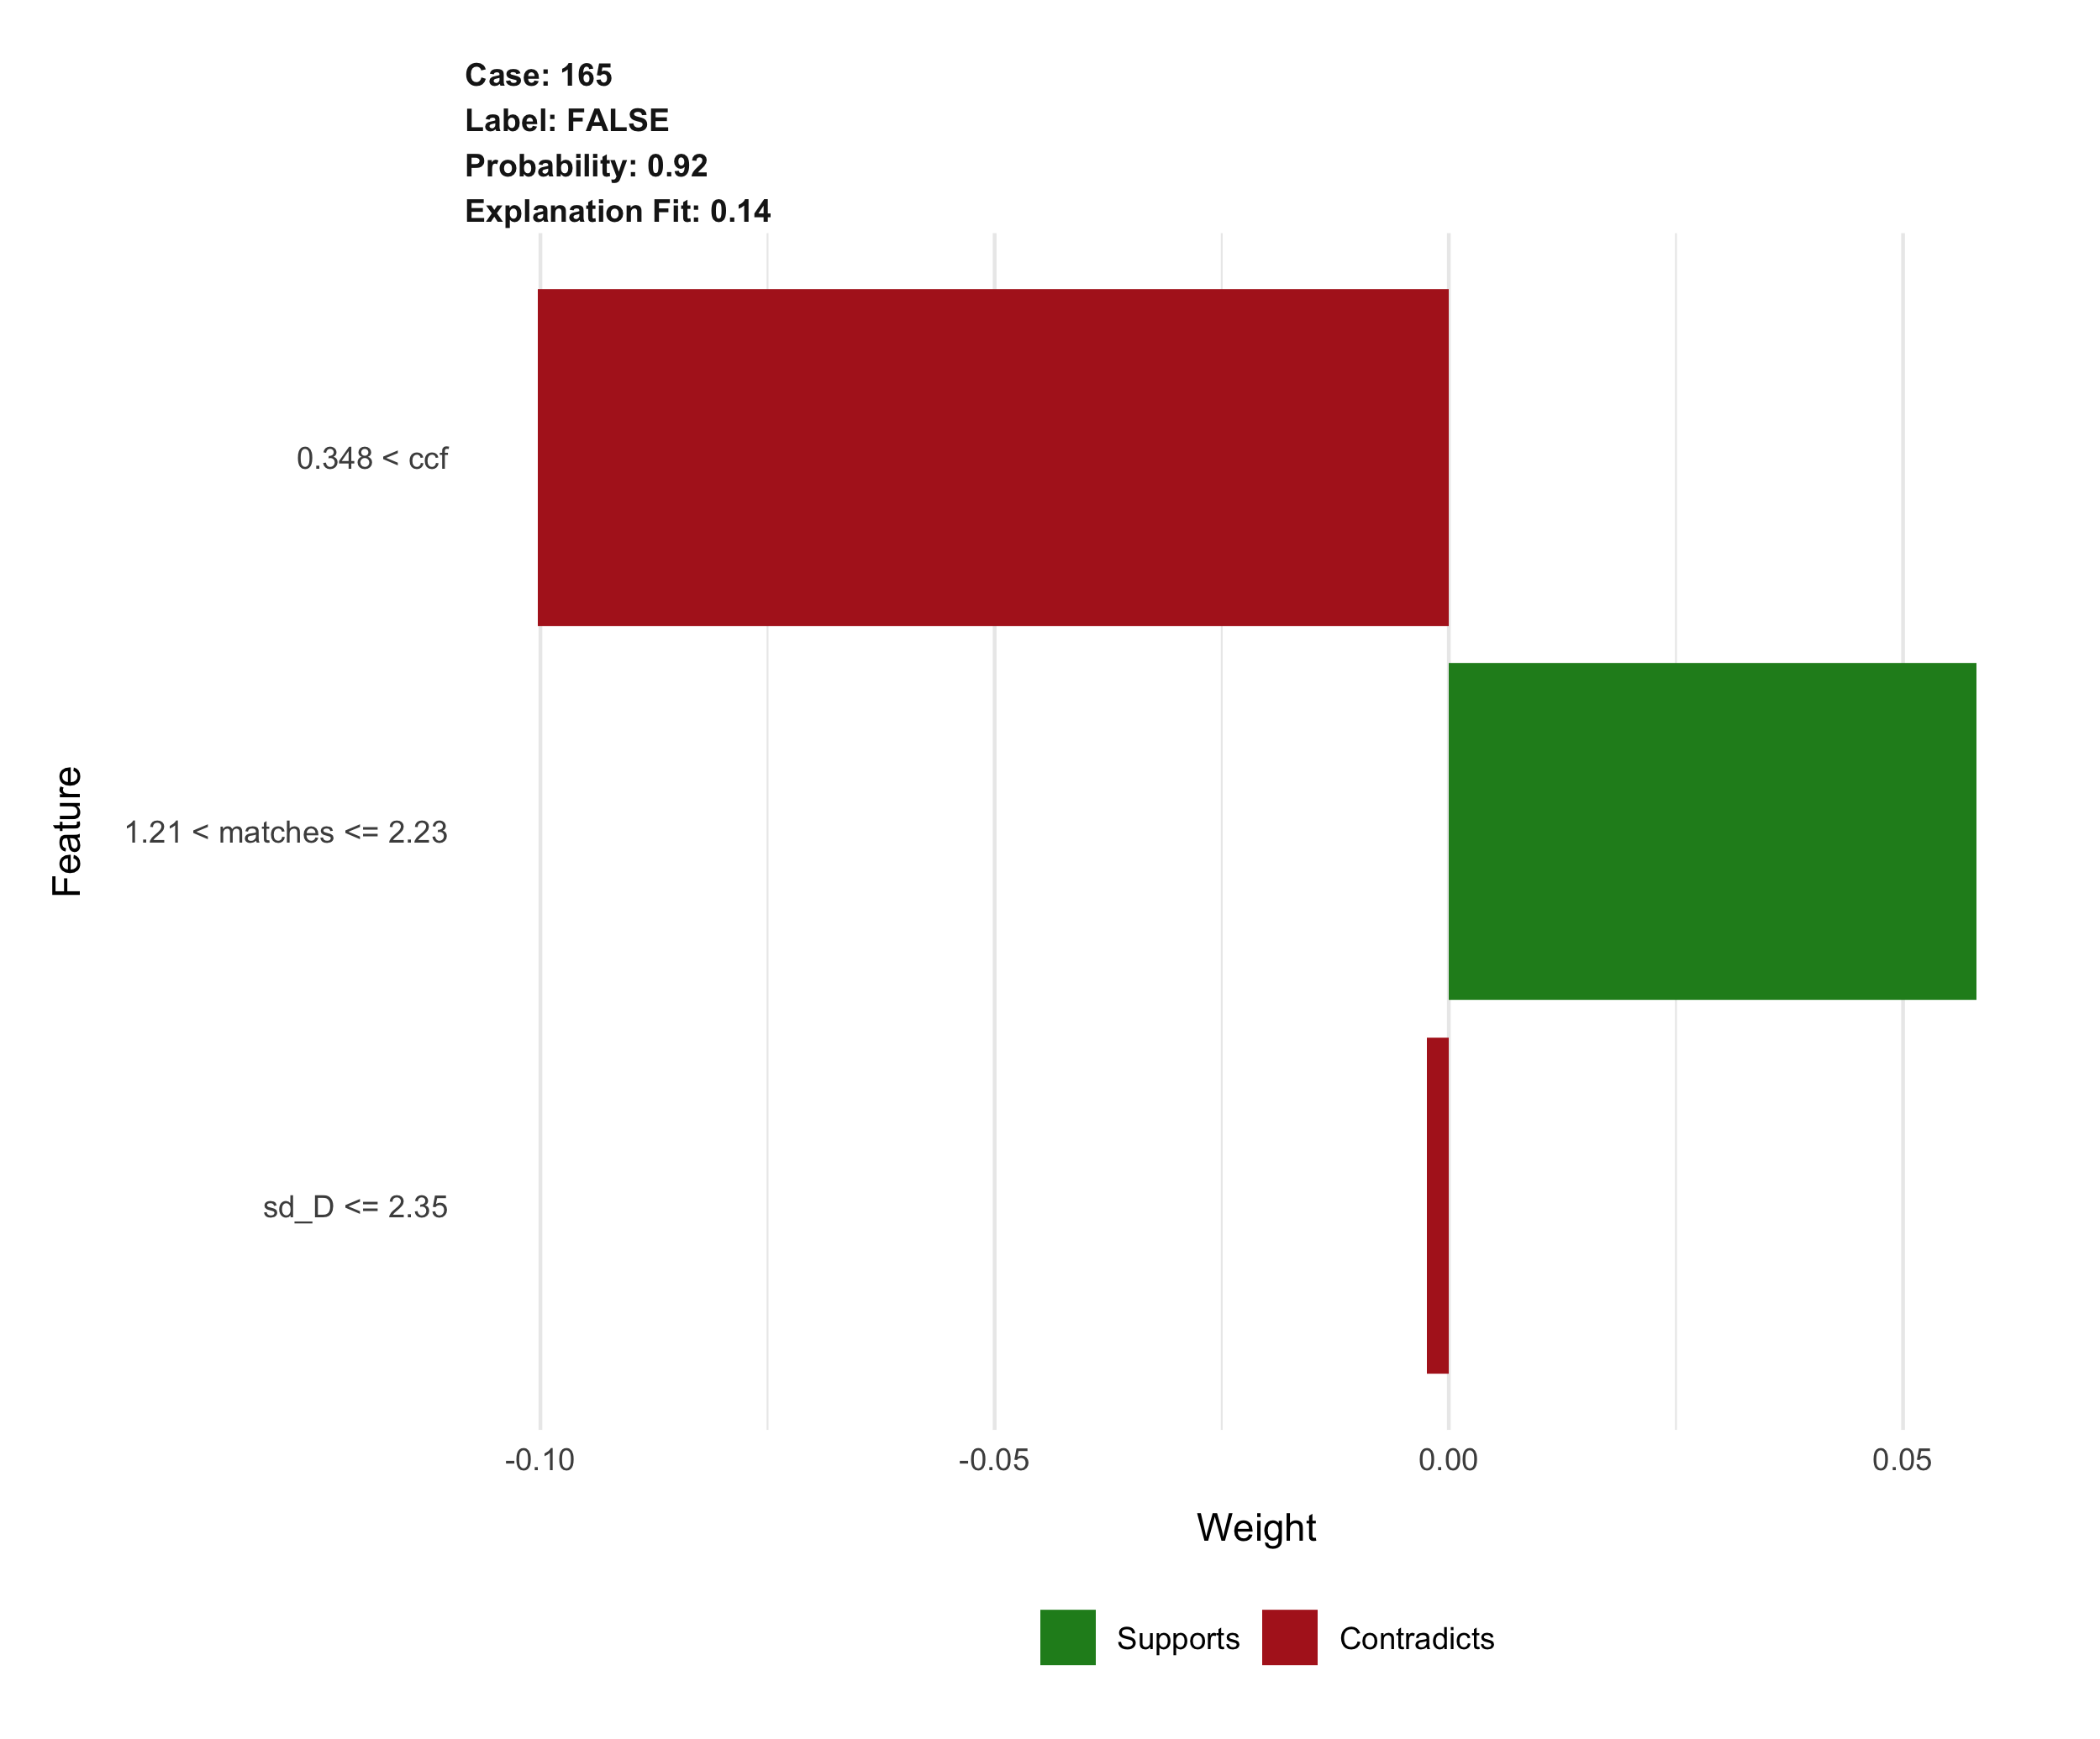 Case: 165
Label: FALSE
Probability: 0.92
Explanation Fit: 0.14
0.348 < ccf
1.21 < matches <= 2.23
sd_D <= 2.35
Feature
-0.10 -0.05 0.00 0.05
Weight
Supports Contradicts